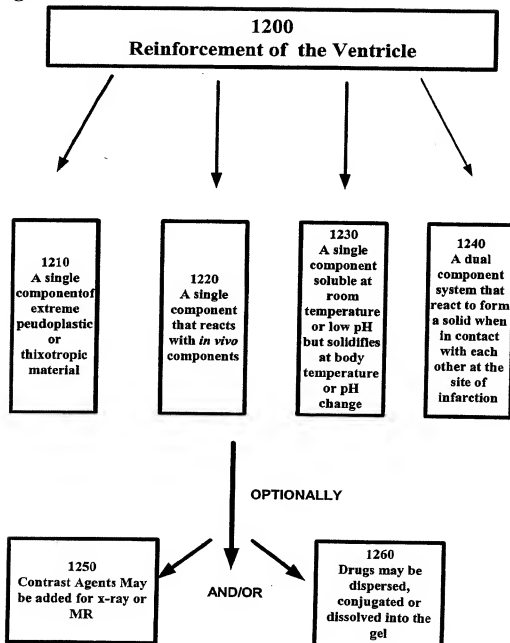 1200
Reinforcement of the Ventricle
1210
A single
componentof
extreme
peudoplastic
or
thixotropic
material
1220
A single
component
that reacts
with in vivo
components
1230
A single
component
soluble at
room
temperature
or low pH
but solidifies
at body
temperature
or pH
change
1240
A dual
component
system that
react to form
a solid when
in contact
with each
other at the
site of
infarction
OPTIONALLY
1250
Contrast Agents May
be added for x-ray or
MR
AND/OR
1260
Drugs may be
dispersed,
conjugated or
dissolved into the
gel